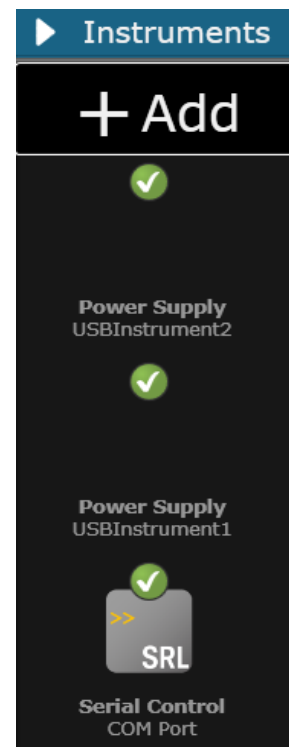 Instruments
+ Add
Power Supply
USBInstrument2
Power Supply
USBInstrument1
>>
SRL
Serial Control
COM Port